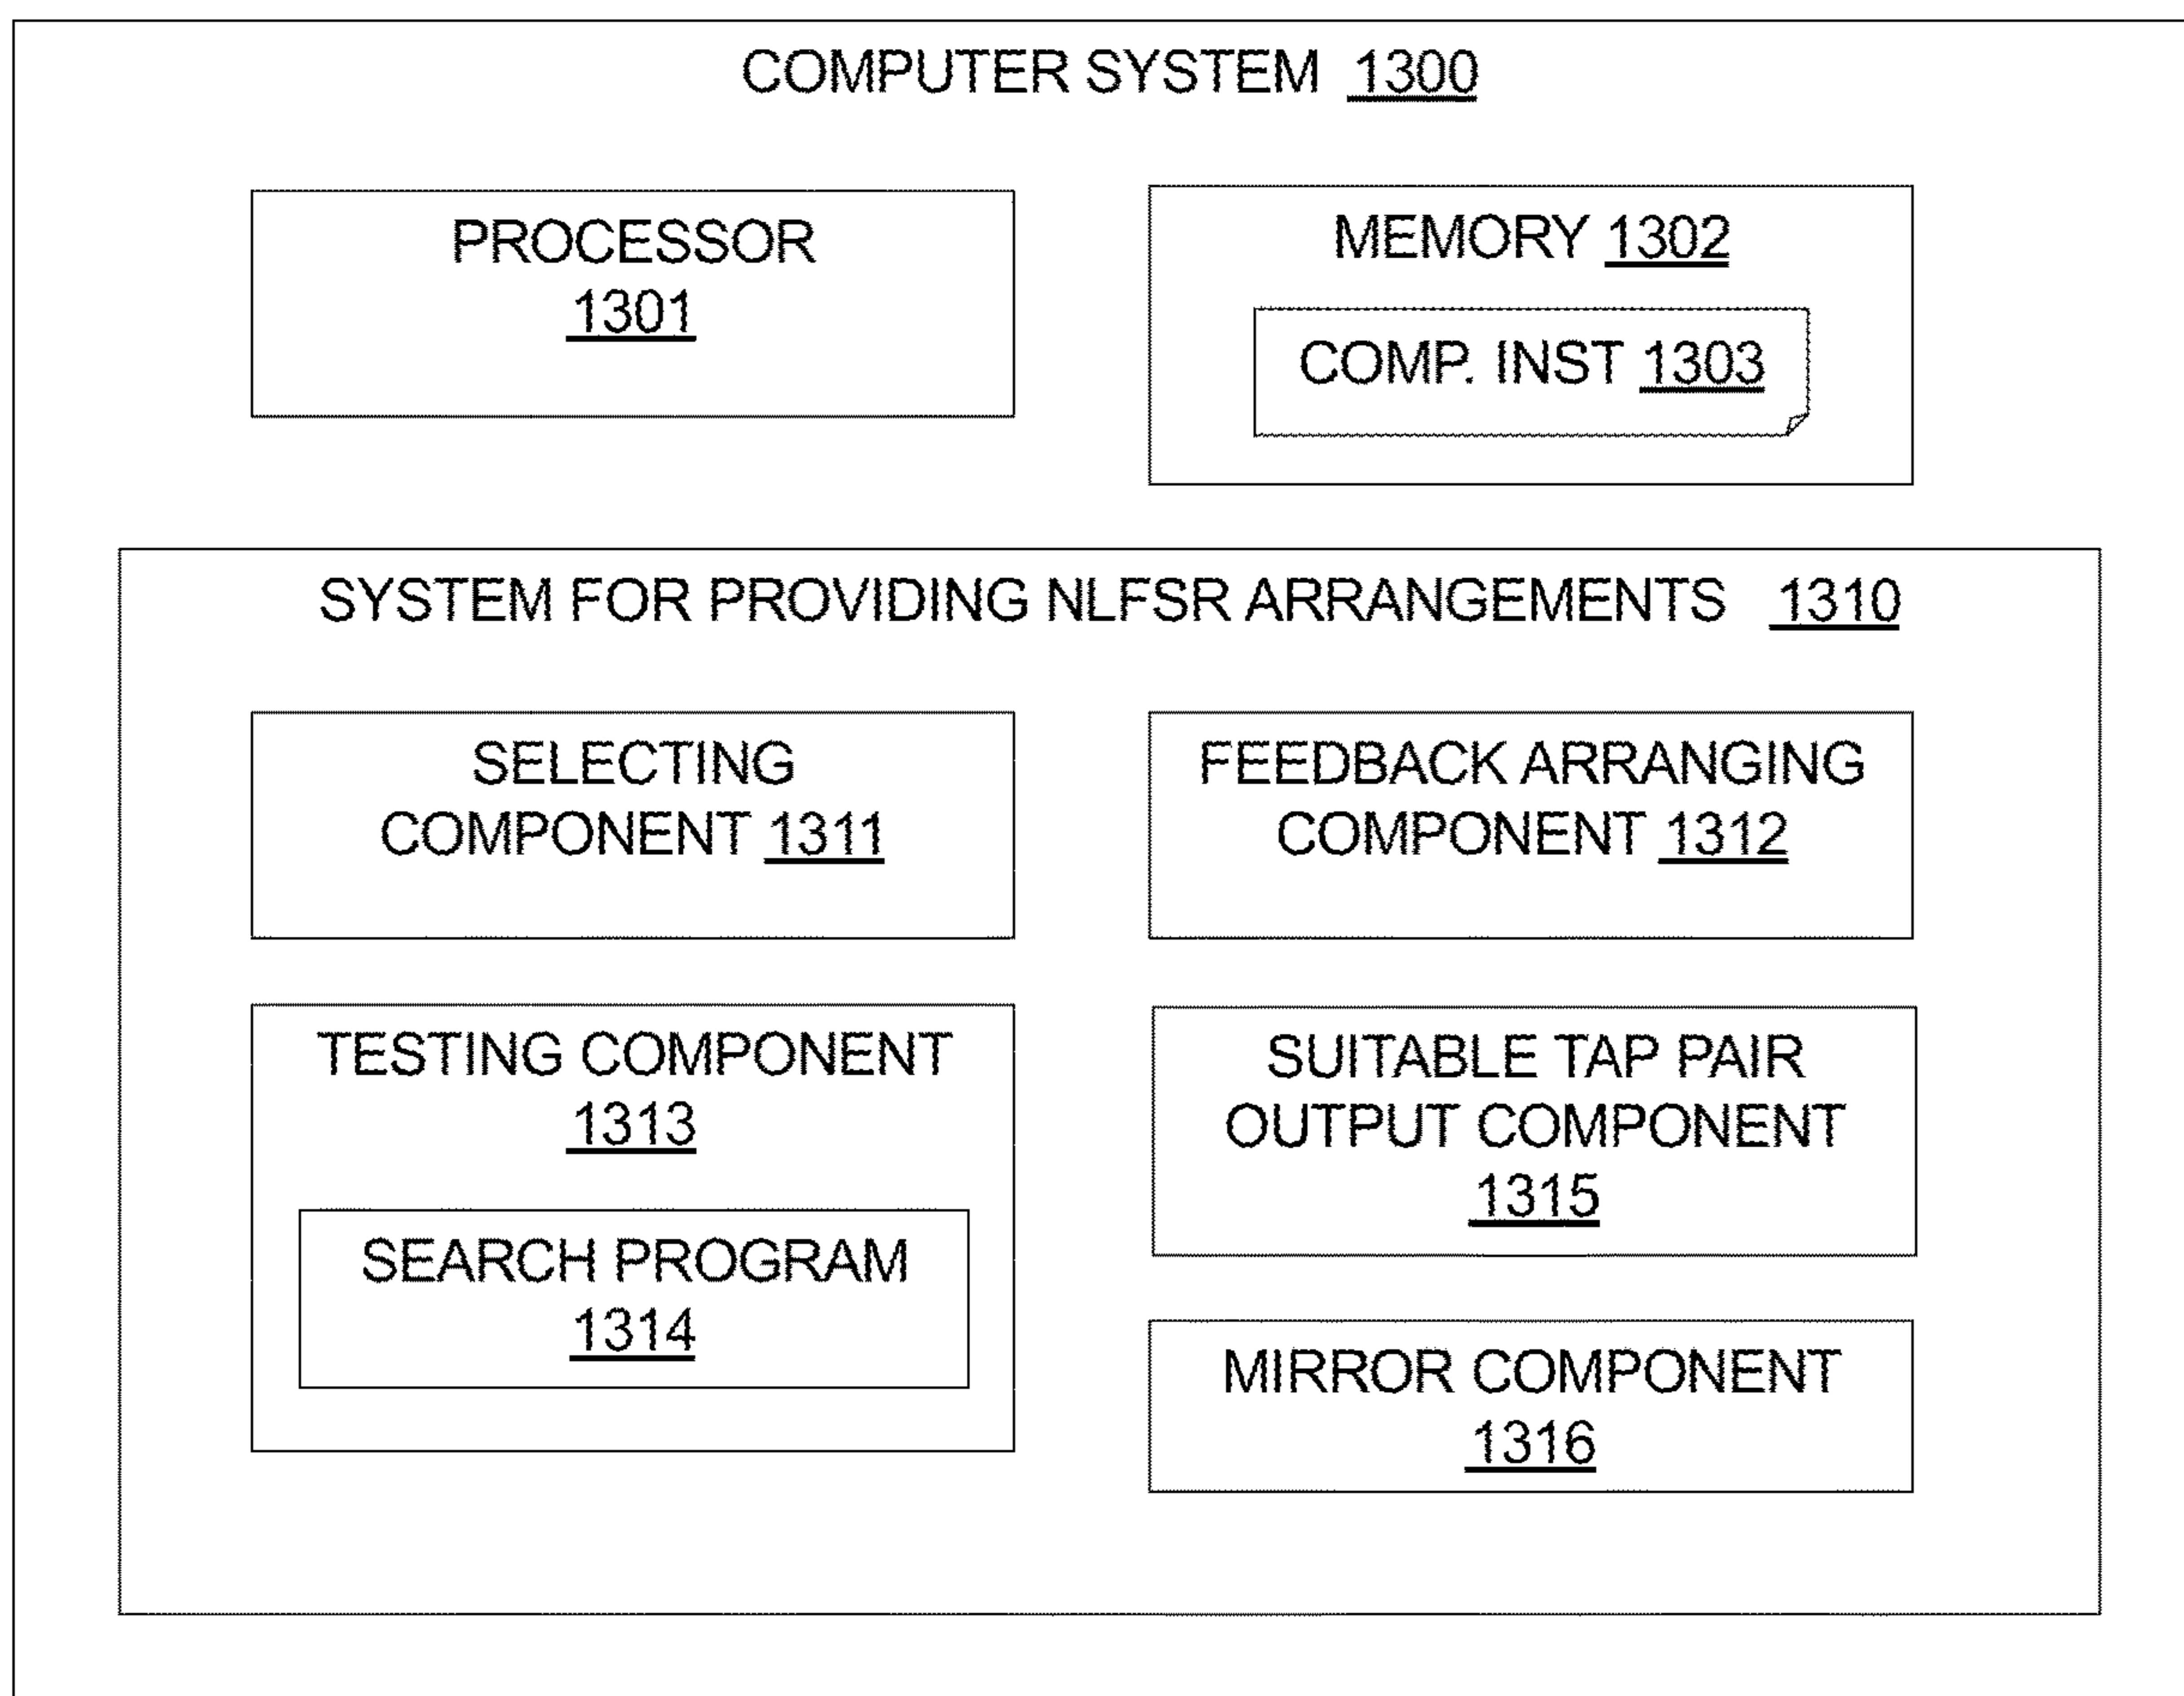 COMPUTER SYSTEM 1300
PROCESSOR
1301
MEMORY 1302
COMP. INST 1303
SYSTEM FOR PROVIDING NLFSR ARRANGEMENTS 1310
SELECTING
COMPONENT 1311
FEEDBACK ARRANGING
COMPONENT 1312
TESTING COMPONENT
1313
SEARCH PROGRAM
1314
SUITABLE TAP PAIR
OUTPUT COMPONENT
1315
MIRROR COMPONENT
1316